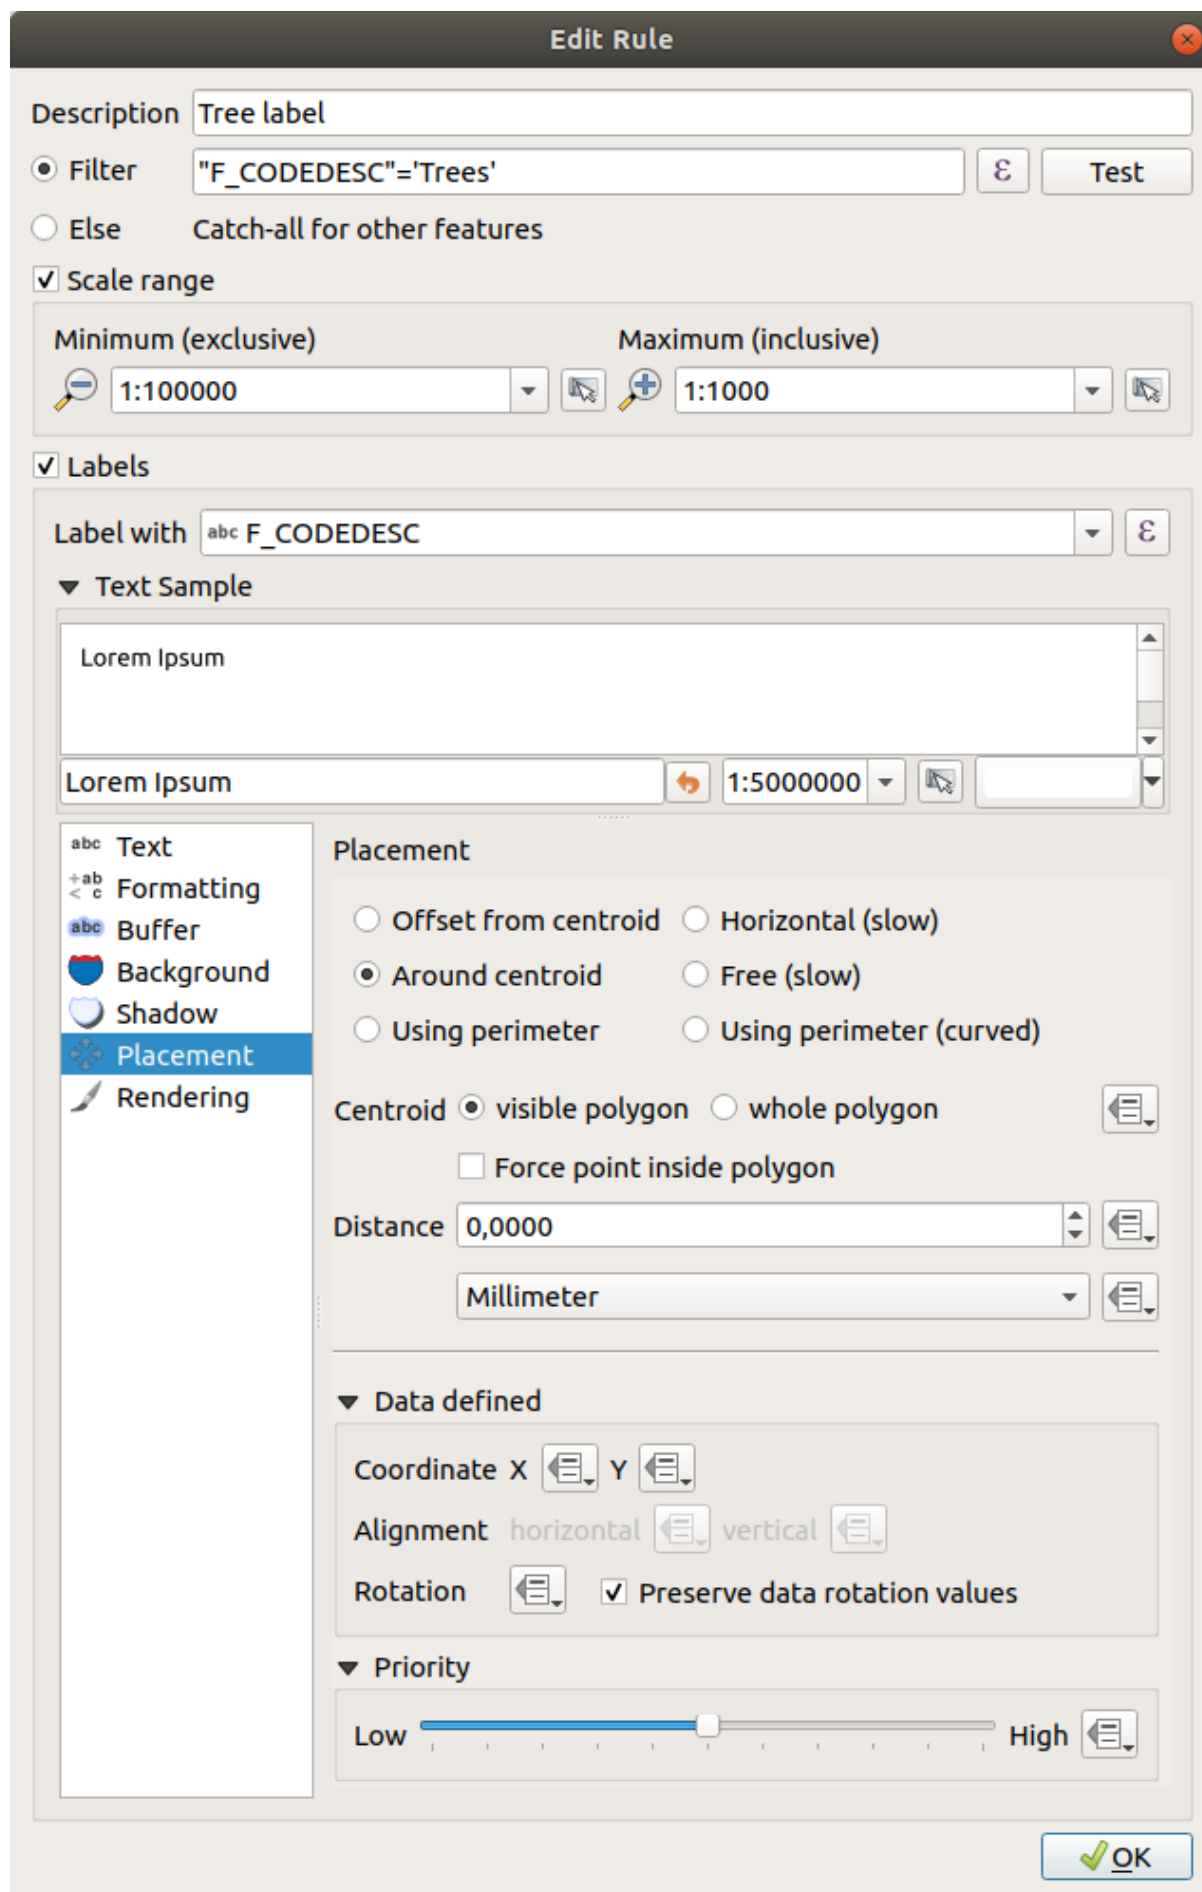 Edit Rule
Description Tree label
Filter "F_CODEDESC"='Trees' ε Test
Else Catch-all for other features
Scale range
Minimum (exclusive) Maximum (inclusive)
1:100000 1:1000
Labels
Label with abc F_CODEDESC ε
Text Sample
Lorem Ipsum
Lorem Ipsum 1:5000000
abc Text
+ab < c Formatting
abc Buffer
Background
Shadow
Placement
Rendering
Placement
Offset from centroid Horizontal (slow)
Around centroid Free (slow)
Using perimeter Using perimeter (curved)
Centroid visible polygon whole polygon
Force point inside polygon
Distance 0,0000
Millimeter
Data defined
Coordinate X Y
Alignment horizontal vertical
Rotation Preserve data rotation values
Priority
Low High
OK